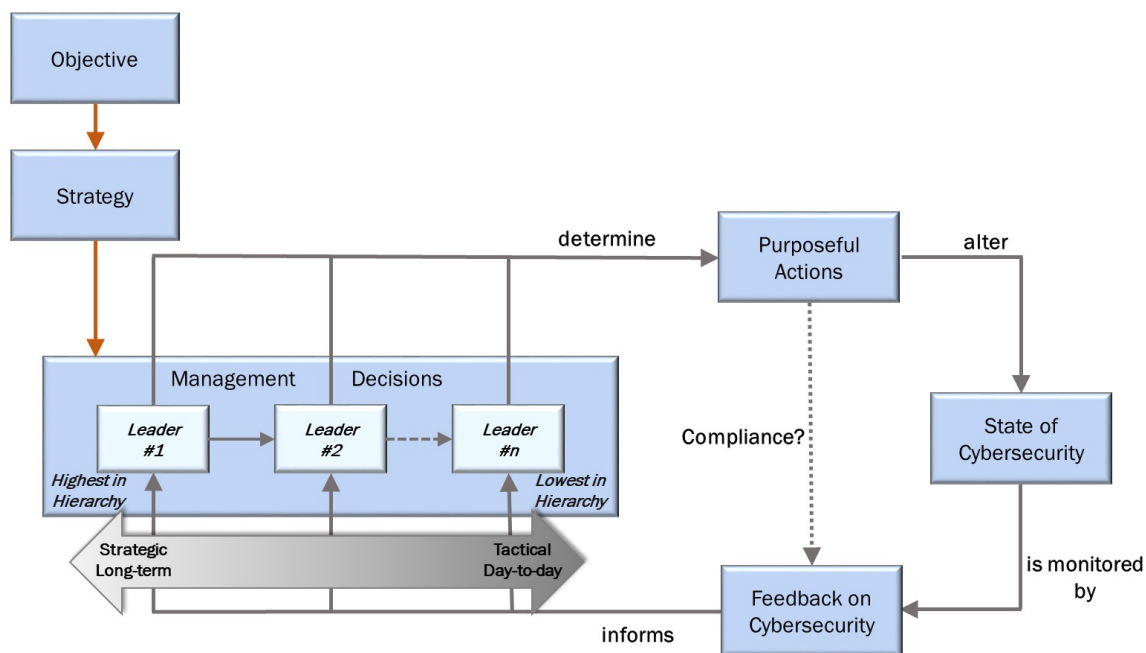 Objective
Strategy
determine
Purposeful
Actions
alter
Management Decisions
Leader
#1
Leader
#2
Leader
#n
Highest in
Hierarchy
Lowest in
Hierarchy
Compliance?
State of
Cybersecurity
Strategic
Long-term
Tactical
Day-to-day
is monitored
by
Feedback on
Cybersecurity
informs